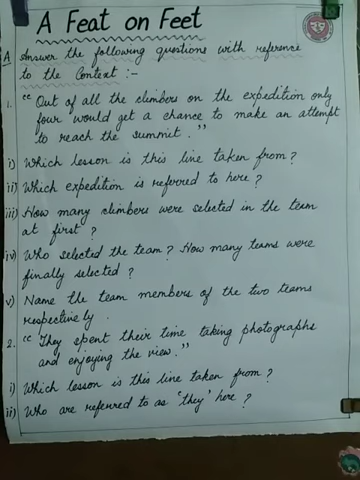 A Feat on Feet
A Answer the following questions with reference
to the Context :-
1. "Out of all the climbers on the expedition only
four would get a chance to make an attempt
to reach the summit."
i) Which lesson is this line taken from?
ii) Which expedition is referred to here?
iii) How many climbers were selected in the team
at first?
iv) Who selected the team? How many teams were
finally selected?
v) Name the team members of the two teams
respectively.
2. "They spent their time taking photographs
and enjoying the view."
i) Which lesson is this line taken from?
ii) Who are referred to as 'they' here?